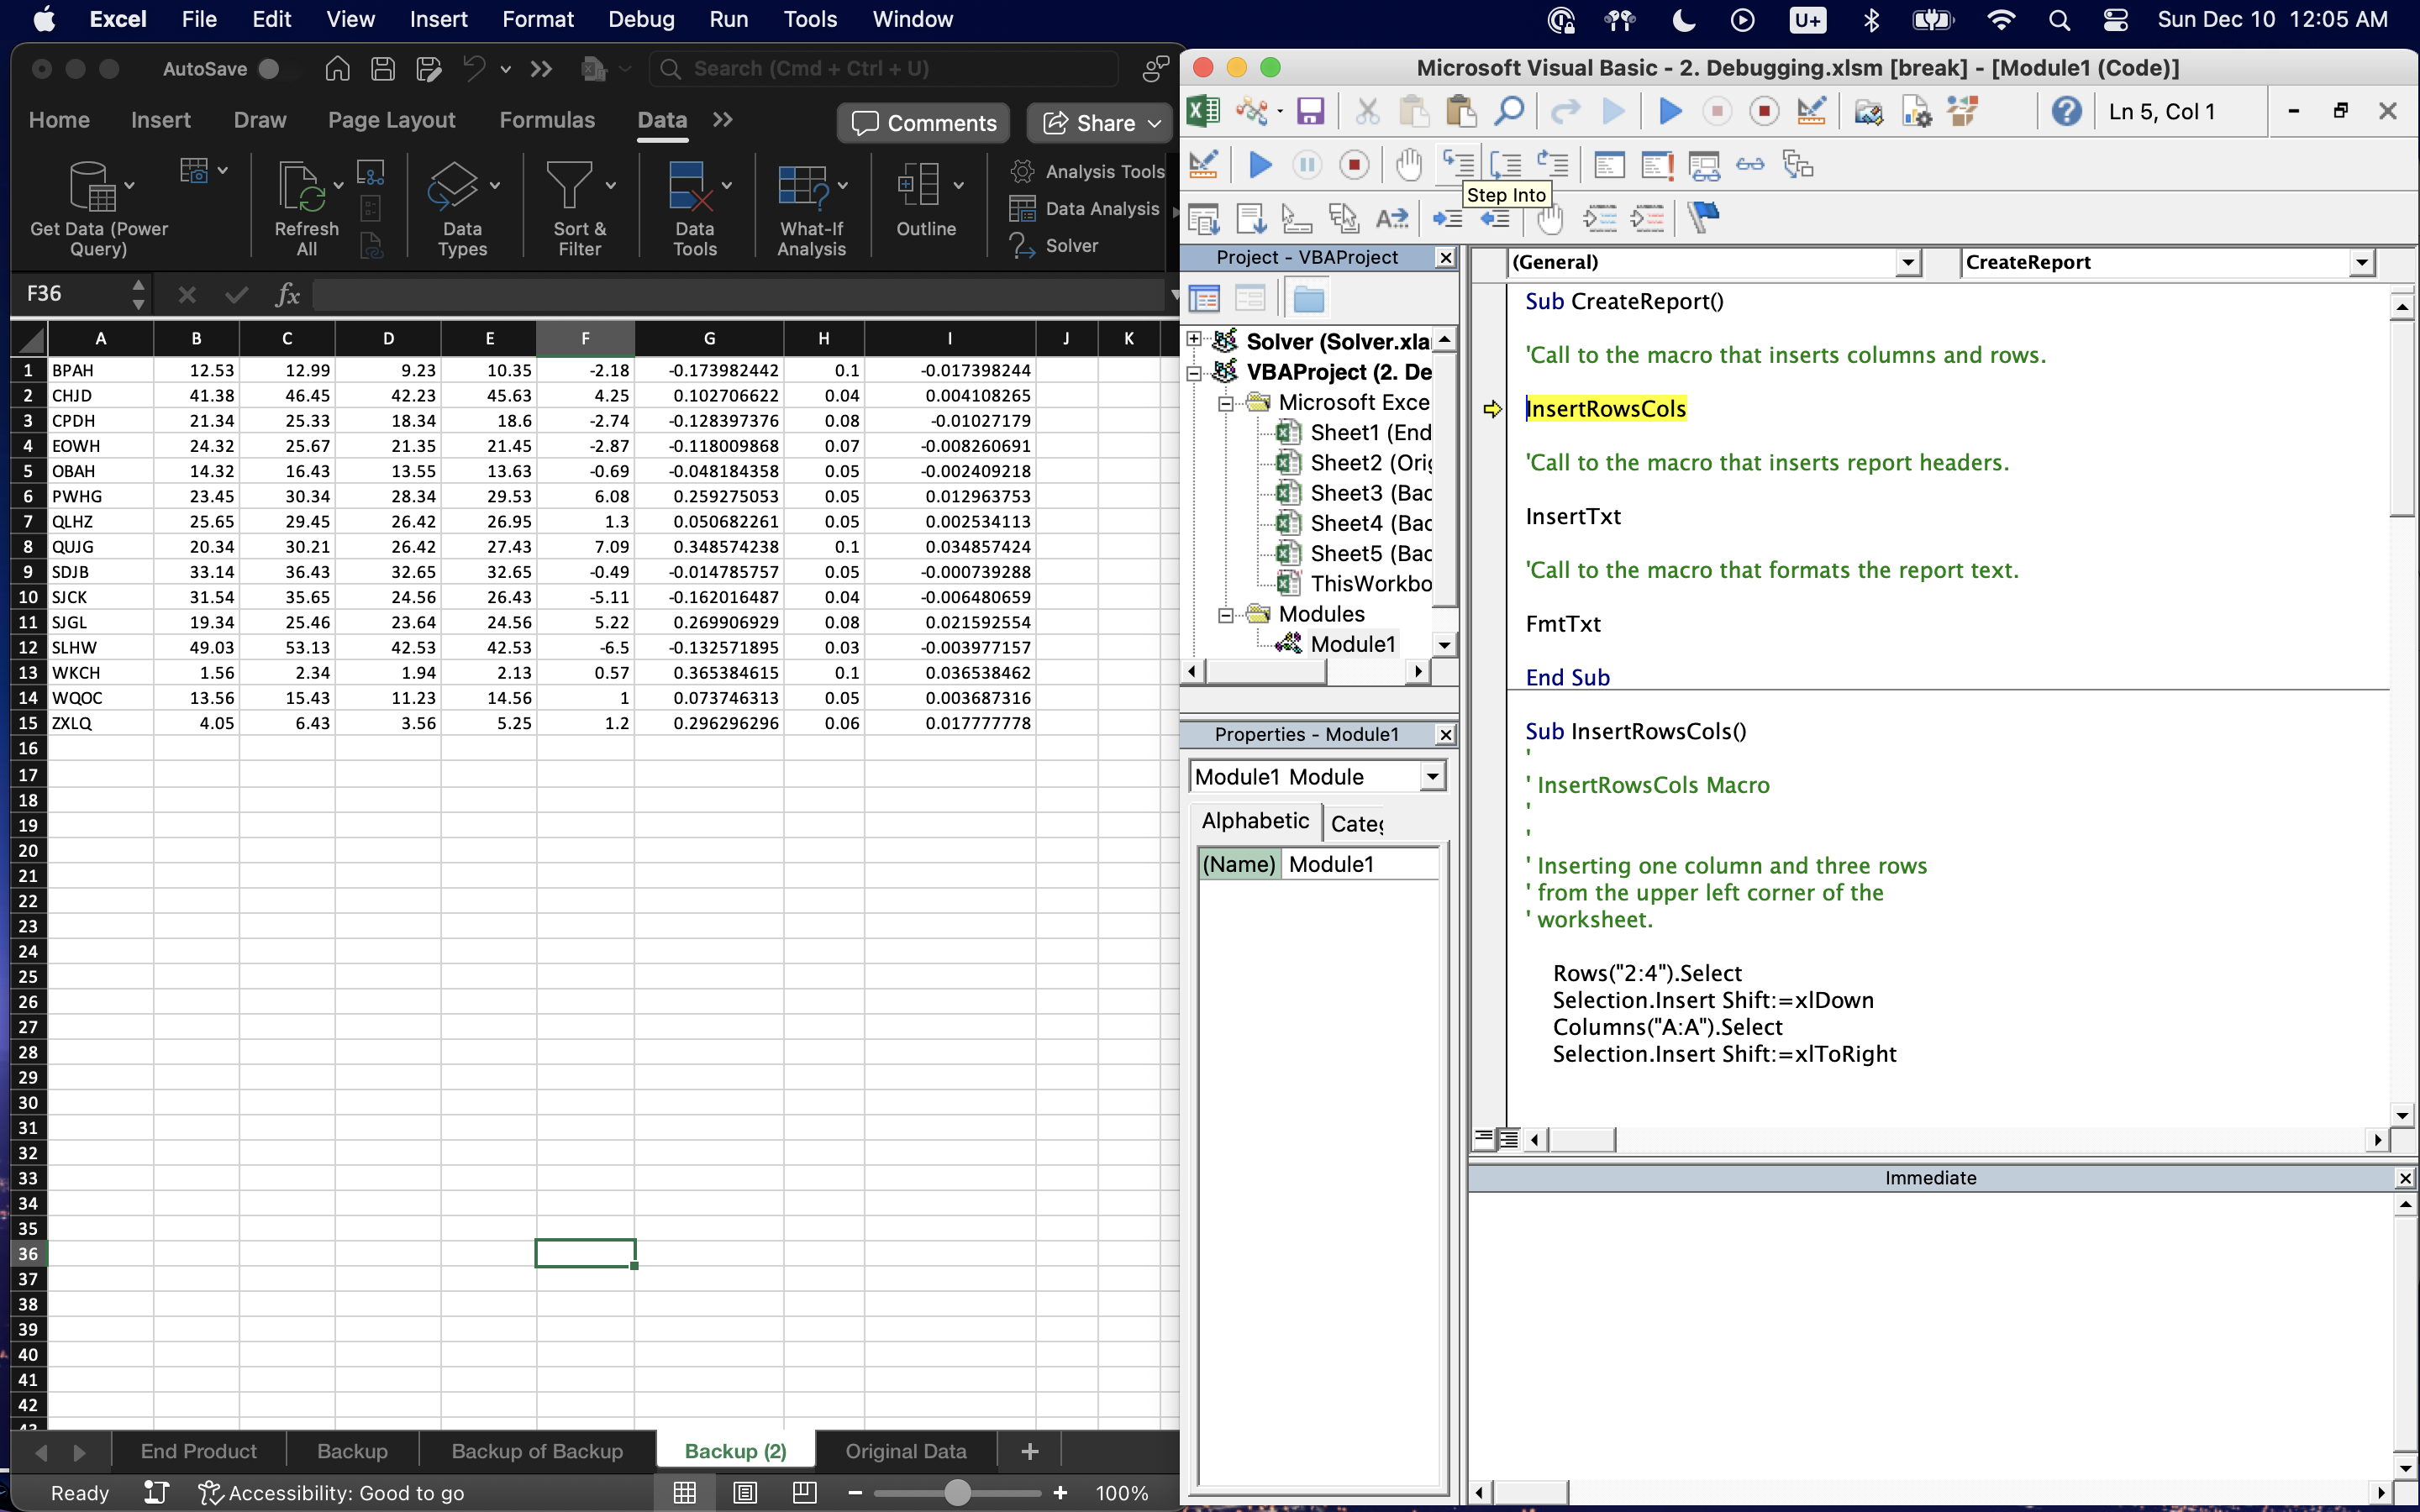 Excel File Edit View Insert Format Debug Run Tools Window
U+ Sun Dec 10 12:05 AM
AutoSave Search (Cmd + Ctrl + U)
Home Insert Draw Page Layout Formulas Data Comments Share
Get Data (Power Query)
Refresh All
Data Types
Sort & Filter
Data Tools
What-If Analysis
Outline
Analysis Tools
Data Analysis
Solver
F36 fx
A B C D E F G H I J K
1 BPAH 12.53 12.99 9.23 10.35 -2.18 -0.173982442 0.1 -0.017398244
2 CHJD 41.38 46.45 42.23 45.63 4.25 0.102706622 0.04 0.004108265
3 CPDH 21.34 25.33 18.34 18.6 -2.74 -0.128397376 0.08 -0.01027179
4 EOWH 24.32 25.67 21.35 21.45 -2.87 -0.118009868 0.07 -0.008260691
5 OBAH 14.32 16.43 13.55 13.63 -0.69 -0.048184358 0.05 -0.002409218
6 PWHG 23.45 30.34 28.34 29.53 6.08 0.259275053 0.05 0.012963753
7 QLHZ 25.65 29.45 26.42 26.95 1.3 0.050682261 0.05 0.002534113
8 QUJG 20.34 30.21 26.42 27.43 7.09 0.348574238 0.1 0.034857424
9 SDJB 33.14 36.43 32.65 32.65 -0.49 -0.014785757 0.05 -0.000739288
10 SJCK 31.54 35.65 24.56 26.43 -5.11 -0.162016487 0.04 -0.006480659
11 SJGL 19.34 25.46 23.64 24.56 5.22 0.269906929 0.08 0.021592554
12 SLHW 49.03 53.13 42.53 42.53 -6.5 -0.132571895 0.03 -0.003977157
13 WKCH 1.56 2.34 1.94 2.13 0.57 0.365384615 0.1 0.036538462
14 WQOC 13.56 15.43 11.23 14.56 1 0.073746313 0.05 0.003687316
15 ZXLQ 4.05 6.43 3.56 5.25 1.2 0.296296296 0.06 0.017777778
16
17
18
19
20
21
22
23
24
25
26
27
28
29
30
31
32
33
34
35
36
37
38
39
40
41
42
End Product Backup Backup of Backup Backup (2) Original Data
Ready Accessibility: Good to go 100%
Microsoft Visual Basic - 2. Debugging.xlsm [break] - [Module1 (Code)]
Ln 5, Col 1
Step Into
Project - VBAProject
Solver (Solver.xla
VBAProject (2. De
Microsoft Exce
Sheet1 (End
Sheet2 (Orig
Sheet3 (Bac
Sheet4 (Bac
Sheet5 (Bac
ThisWorkbo
Modules
Module1
Properties - Module1
Module1 Module
Alphabetic Categ
(Name) Module1
(General) CreateReport
Sub CreateReport()
'Call to the macro that inserts columns and rows.
InsertRowsCols
'Call to the macro that inserts report headers.
InsertTxt
'Call to the macro that formats the report text.
FmtTxt
End Sub
Sub InsertRowsCols()
'
' InsertRowsCols Macro
'
'
' Inserting one column and three rows
' from the upper left corner of the
' worksheet.
Rows("2:4").Select
Selection.Insert Shift:=xlDown
Columns("A:A").Select
Selection.Insert Shift:=xlToRight
Immediate